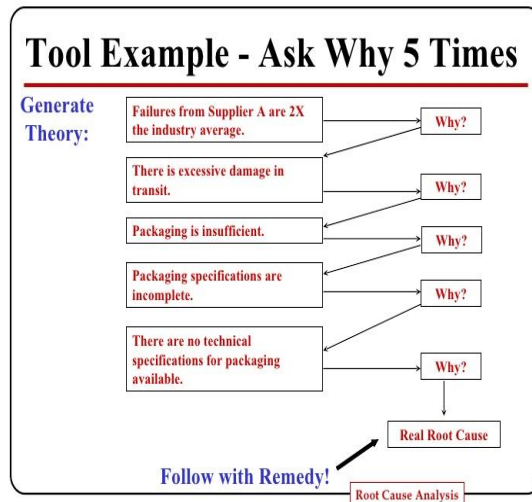 Tool Example - Ask Why 5 Times
Generate
Theory:
Failures from Supplier A are 2X
the industry average.
Why?
There is excessive damage in
transit.
Why?
Packaging is insufficient.
Why?
Packaging specifications are
incomplete.
Why?
There are no technical
specifications for packaging
available.
Why?
Real Root Cause
Follow with Remedy!
Root Cause Analysis